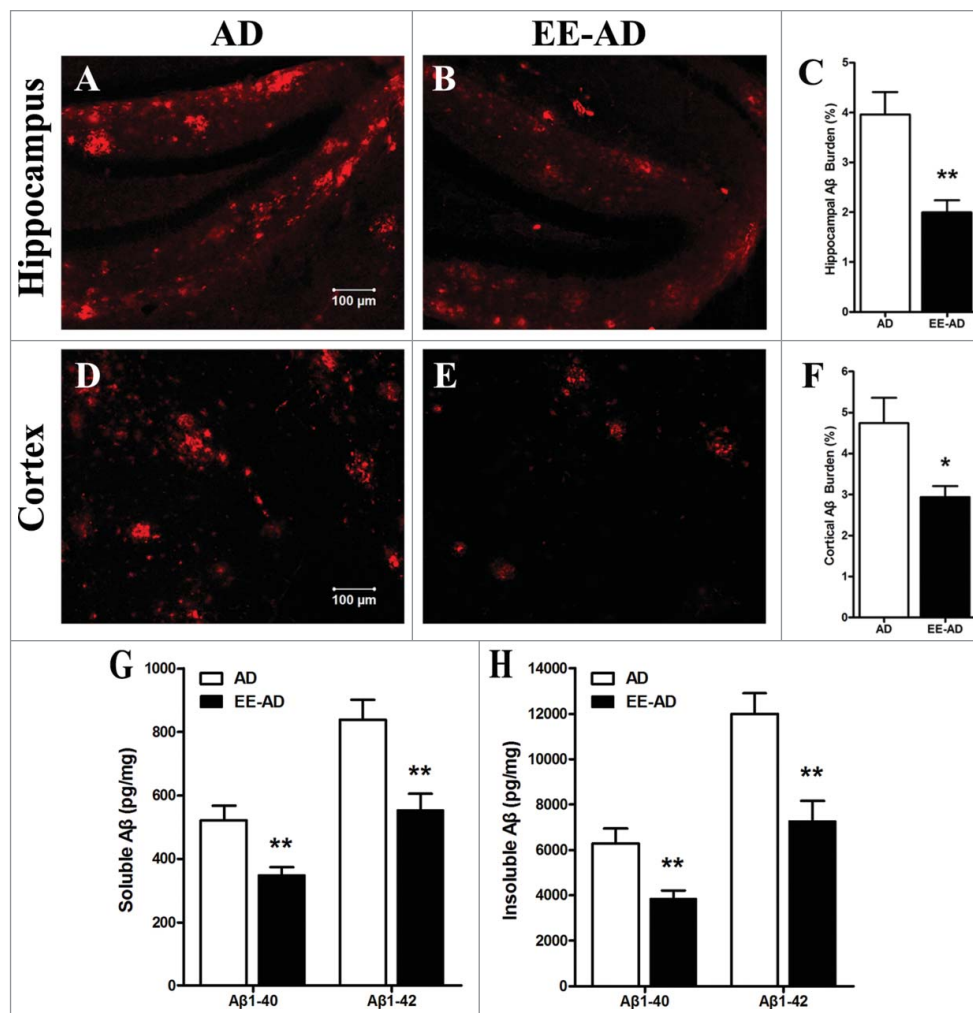 AD
EE-AD
Hippocampus
A
100 µm
B
C
Hippocampal Aβ Burden (%)
5
4
3
2
1
0
**
AD
EE-AD
Cortex
D
100 µm
E
F
Cortical Aβ Burden (%)
6
5
4
3
2
1
0
*
AD
EE-AD
G
AD
EE-AD
Soluble Aβ (pg/mg)
1000
800
600
400
200
0
**
**
Aβ1-40
Aβ1-42
H
AD
EE-AD
Insoluble Aβ (pg/mg)
14000
12000
10000
8000
6000
4000
2000
0
**
**
Aβ1-40
Aβ1-42